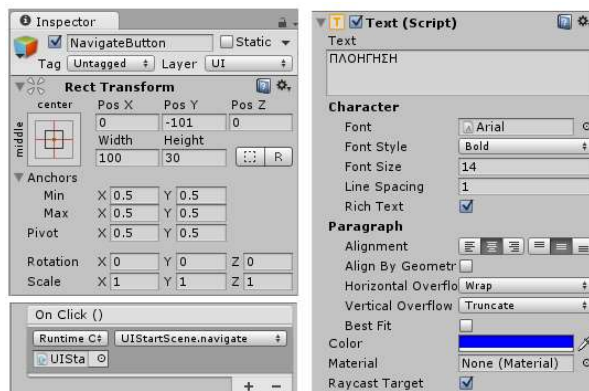 Inspector
NavigateButton
Static
Tag Untagged Layer UI
Rect Transform
center Pos X Pos Y Pos Z
0 -101 0
middle
Width Height
100 30
R
Anchors
Min X 0.5 Y 0.5
Max X 0.5 Y 0.5
Pivot X 0.5 Y 0.5
Rotation X 0 Y 0 Z 0
Scale X 1 Y 1 Z 1
On Click ()
Runtime C UIStartScene.navigate
UISta
+ −
Text (Script)
Text
ΠΛΟΗΓΗΣΗ
Character
Font Arial
Font Style Bold
Font Size 14
Line Spacing 1
Rich Text
Paragraph
Alignment
Align By Geometr
Horizontal Overflo Wrap
Vertical Overflow Truncate
Best Fit
Color
Material None (Material)
Raycast Target